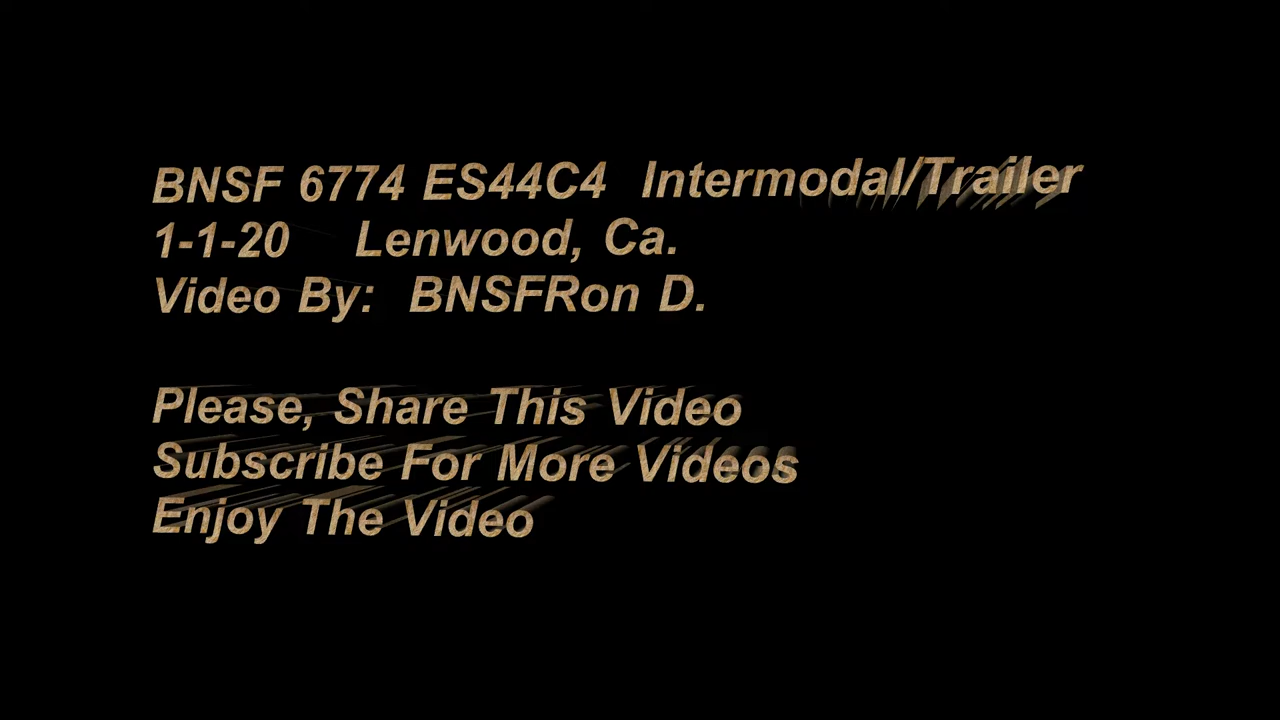 BNSF 6774 ES44C4 Intermodal/Trailer
1-1-20 Lenwood, Ca.
Video By: BNSFRon D.
Please, Share This Video
Subscribe For More Videos
Enjoy The Video